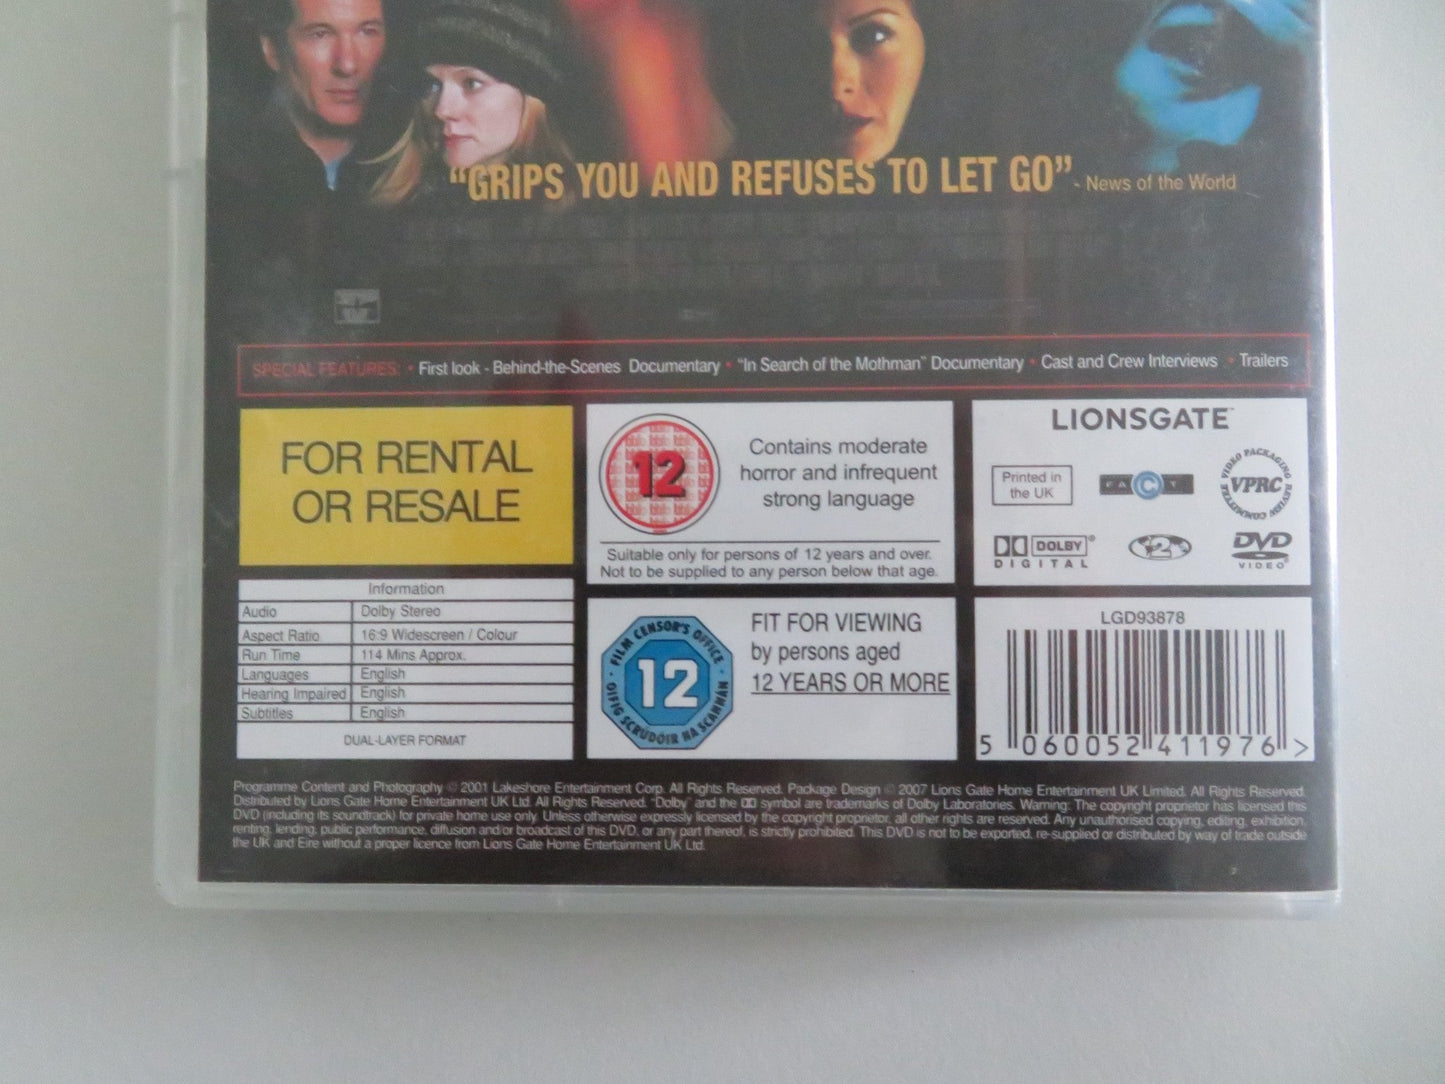 "GRIPS YOU AND REFUSES TO LET GO" - News of the World
SPECIAL FEATURES: • First look - Behind-the-Scenes Documentary • "In Search of the Mothman" Documentary • Cast and Crew Interviews • Trailers
FOR RENTAL
OR RESALE
12
Contains moderate
horror and infrequent
strong language
Suitable only for persons of 12 years and over.
Not to be supplied to any person below that age.
LIONSGATE
Printed in
the UK
FACT
VIDEO PACKAGING REVIEW COMMITTEE
VPRC
DOLBY
DIGITAL
2
DVD
VIDEO
Information
Audio Dolby Stereo
Aspect Ratio 16:9 Widescreen / Colour
Run Time 114 Mins Approx.
Languages English
Hearing Impaired English
Subtitles English
DUAL-LAYER FORMAT
FILM CENSOR'S OFFICE
12
OIFIG SCRÚDÓIR NA SCANNÁN
FIT FOR VIEWING
by persons aged
12 YEARS OR MORE
LGD93878
5 060052 411976 >
Programme Content and Photography © 2001 Lakeshore Entertainment Corp. All Rights Reserved. Package Design © 2007 Lions Gate Home Entertainment UK Limited. All Rights Reserved.
Distributed by Lions Gate Home Entertainment UK Ltd. All Rights Reserved. "Dolby" and the DD symbol are trademarks of Dolby Laboratories. Warning: The copyright proprietor has licensed this
DVD (including its soundtrack) for private home use only. Unless otherwise expressly licensed by the copyright proprietor, all other rights are reserved. Any unauthorised copying, editing, exhibition,
renting, lending, public performance, diffusion and/or broadcast of this DVD, or any part thereof, is strictly prohibited. This DVD is not to be exported, re-supplied or distributed by way of trade outside
the UK and Eire without a proper licence from Lions Gate Home Entertainment UK Ltd.